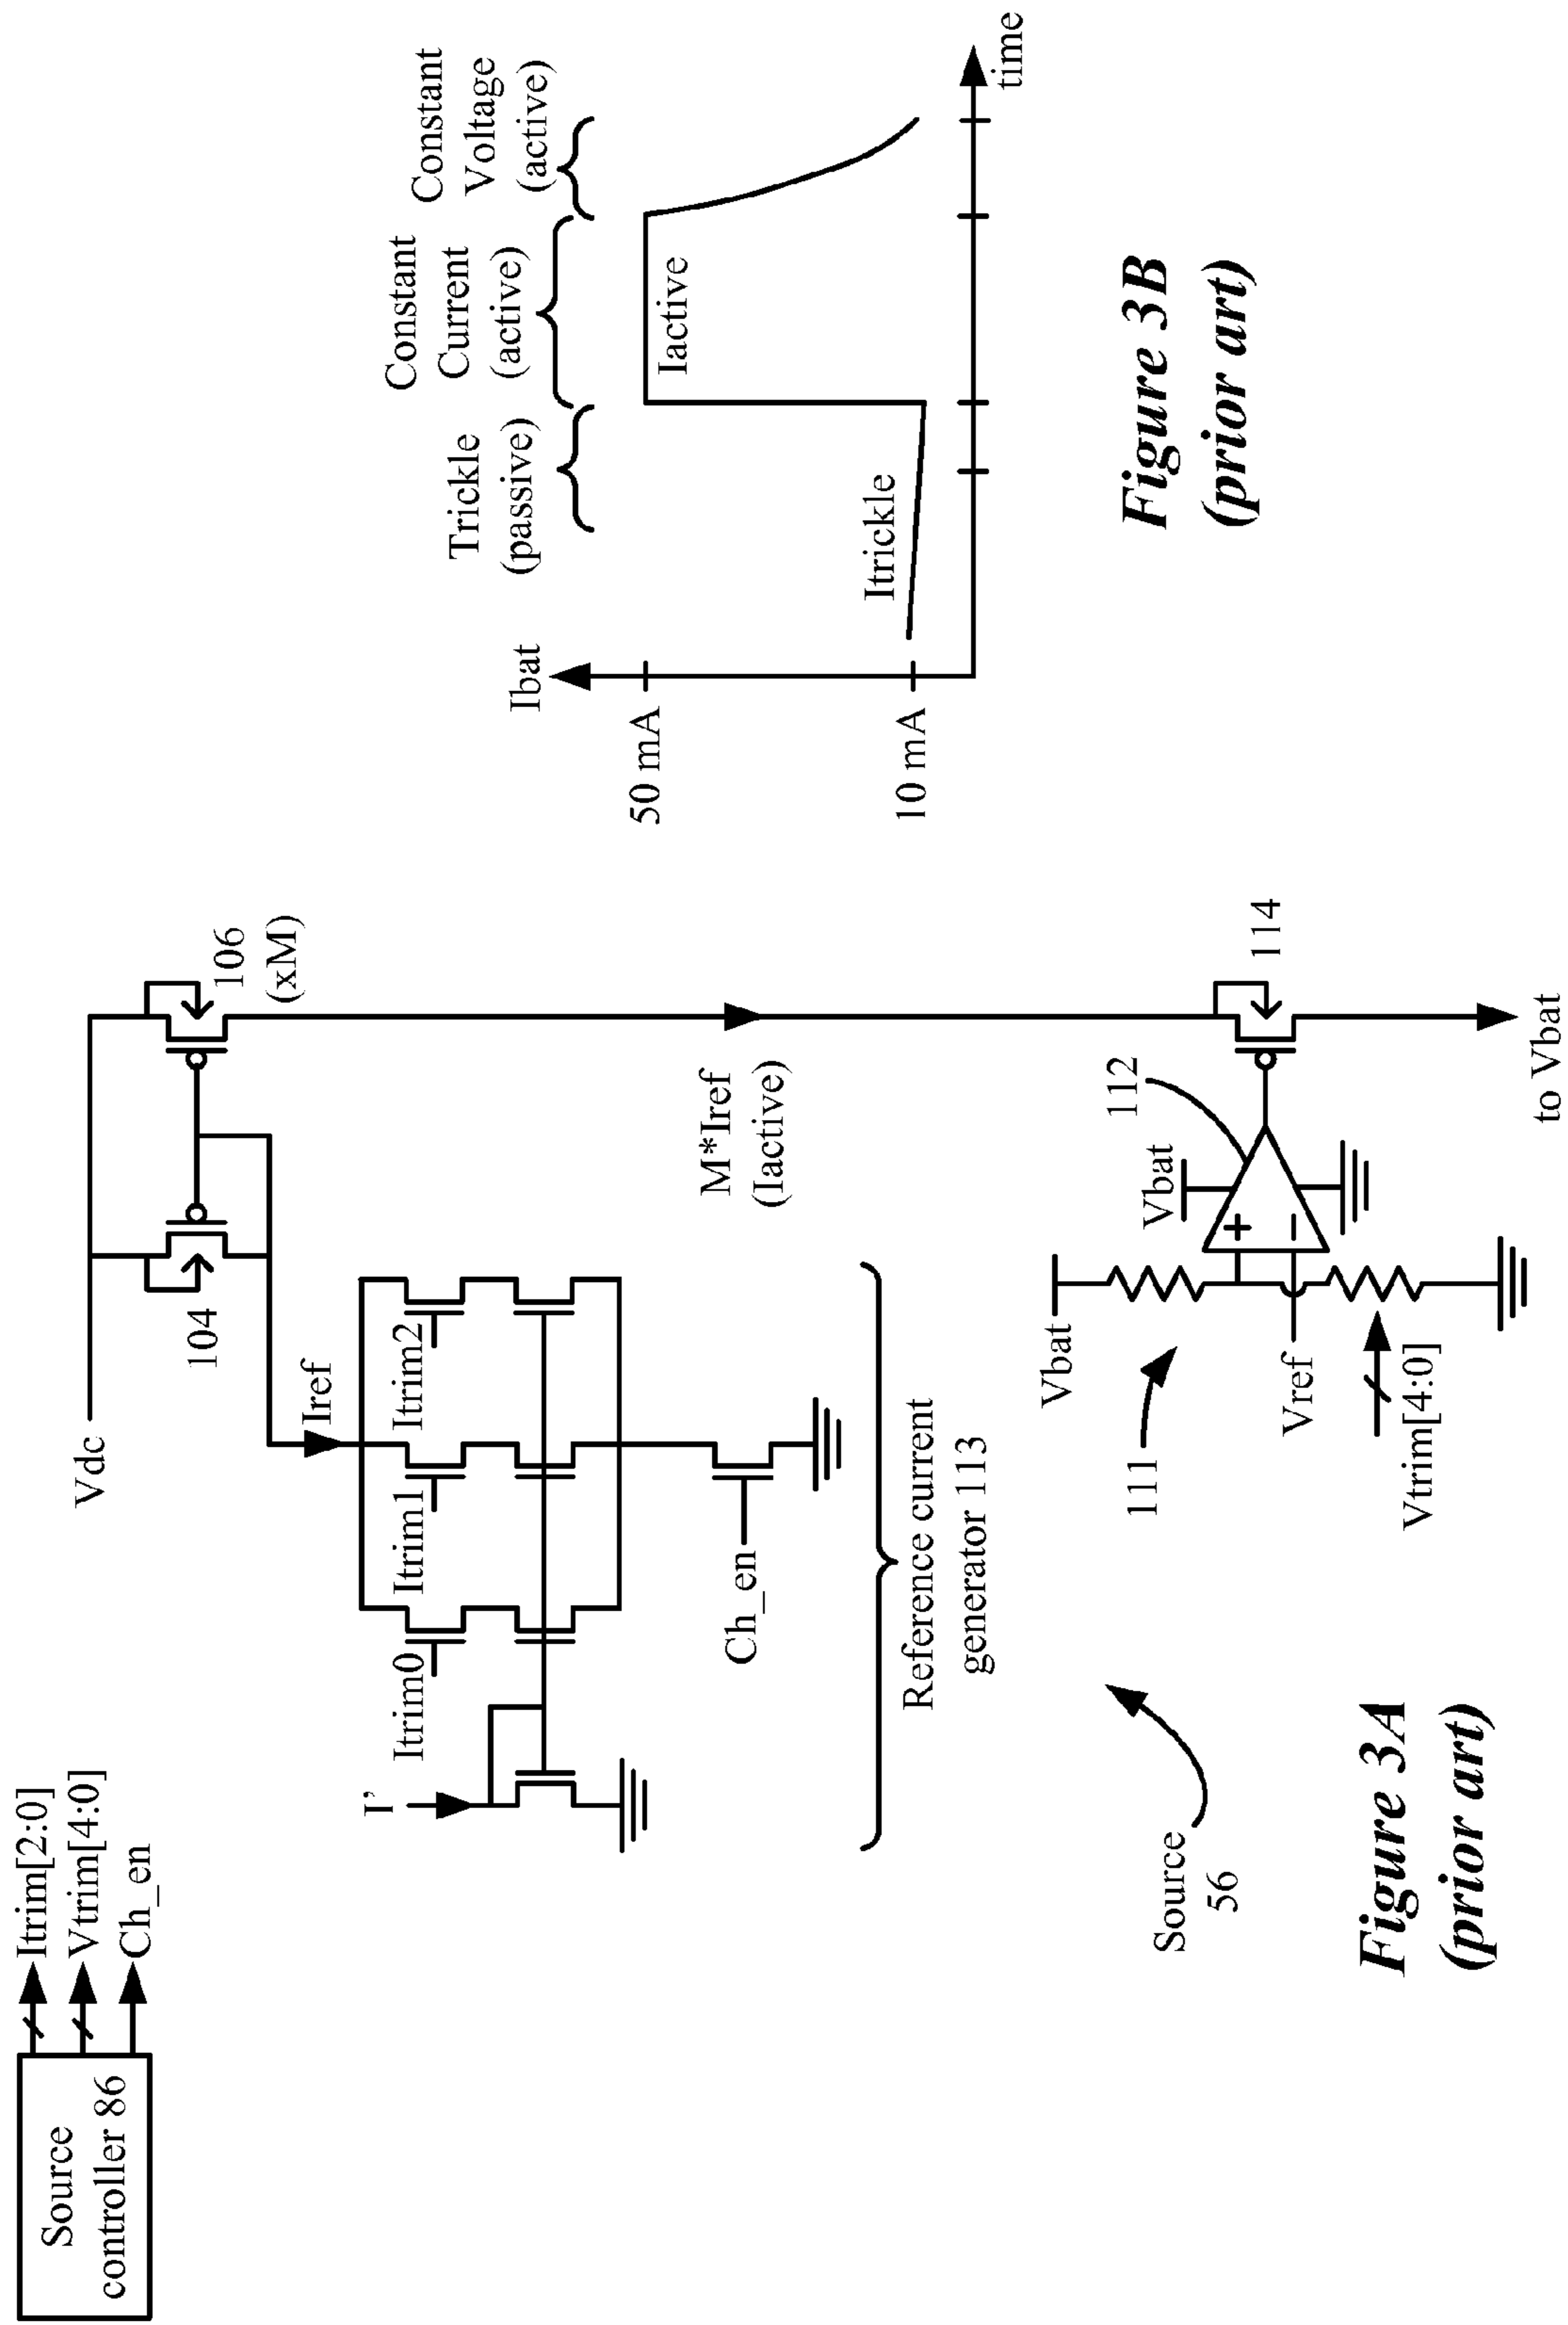 Source
controller 86
Itrim[2:0]
Vtrim[4:0]
Ch_en
Vdc
104
106
(xM)
Iref
I’
Itrim0
Itrim1
Itrim2
Ch_en
M*Iref
(Iactive)
Reference current
generator 113
Source
56
111
Vbat
Vref
Vtrim[4:0]
Vbat
112
+
−
114
to Vbat
Figure 3A
(prior art)
Ibat
50 mA
10 mA
Trickle
(passive)
Constant
Current
(active)
Constant
Voltage
(active)
Itrickle
Iactive
time
Figure 3B
(prior art)